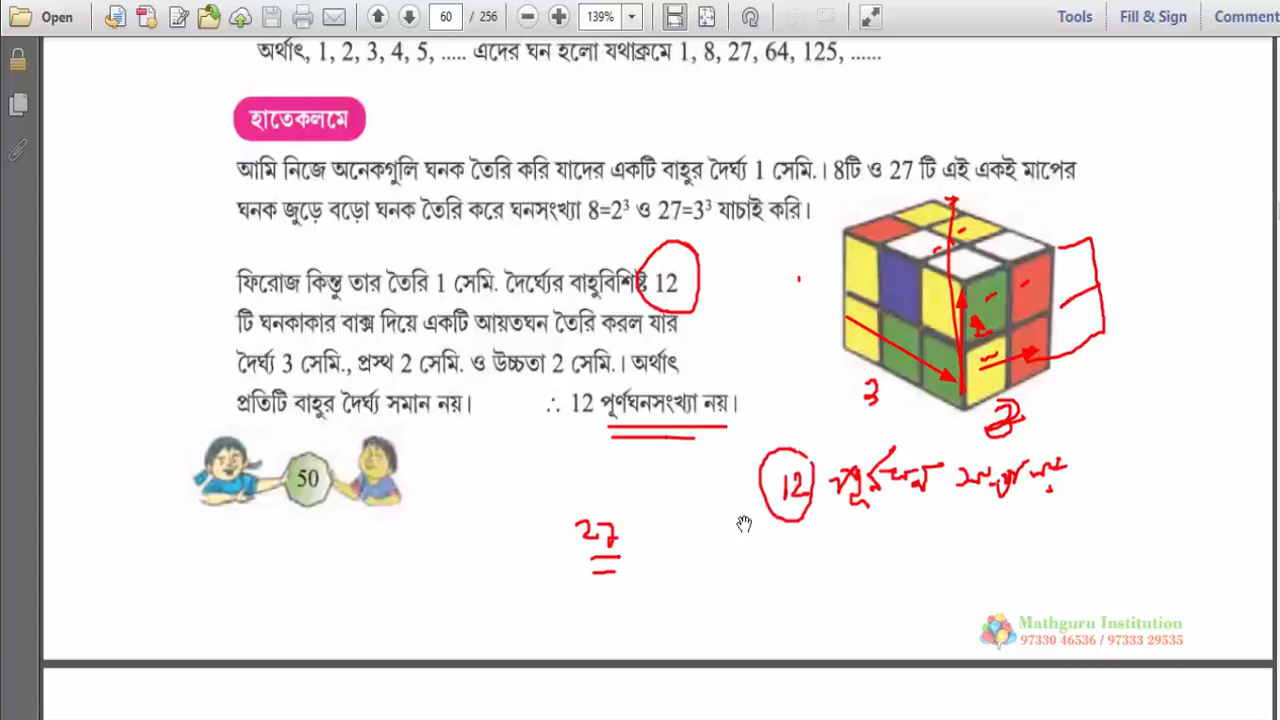 Open
60 / 256
139%
Tools
Fill & Sign
Comment
অর্থাৎ, 1, 2, 3, 4, 5, ..... এদের ঘন হলো যথাক্রমে 1, 8, 27, 64, 125, ......
হাতেকলমে
আমি নিজে অনেকগুলি ঘনক তৈরি করি যাদের একটি বাহুর দৈর্ঘ্য 1 সেমি.। 8টি ও 27 টি এই একই মাপের
ঘনক জুড়ে বড়ো ঘনক তৈরি করে ঘনসংখ্যা 8=2³ ও 27=3³ যাচাই করি।
ফিরোজ কিন্তু তার তৈরি 1 সেমি. দৈর্ঘ্যের বাহুবিশিষ্ট 12
টি ঘনকাকার বাক্স দিয়ে একটি আয়তঘন তৈরি করল যার
দৈর্ঘ্য 3 সেমি., প্রস্থ 2 সেমি. ও উচ্চতা 2 সেমি.। অর্থাৎ
প্রতিটি বাহুর দৈর্ঘ্য সমান নয়। ∴ 12 পূর্ণঘনসংখ্যা নয়।
3
2
50
12 পূর্ণঘন সংখ্যা নয়
27
Mathguru Institution
97330 46536 / 97333 29535